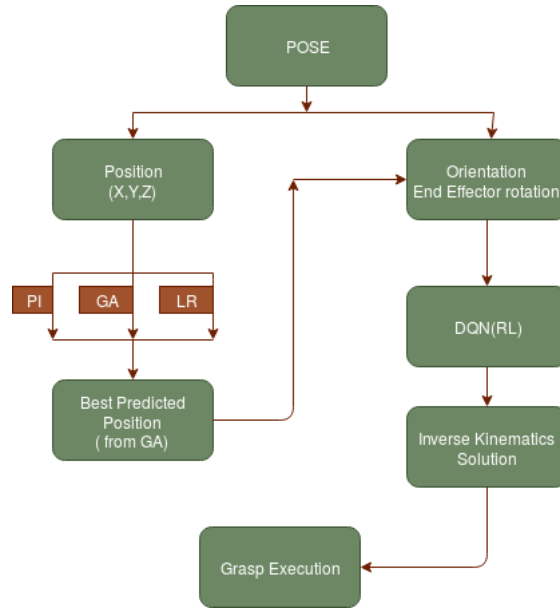 POSE
Position
(X,Y,Z)
Orientation
End Effector rotation
PI
GA
LR
DQN(RL)
Best Predicted
Position
( from GA)
Inverse Kinematics
Solution
Grasp Execution